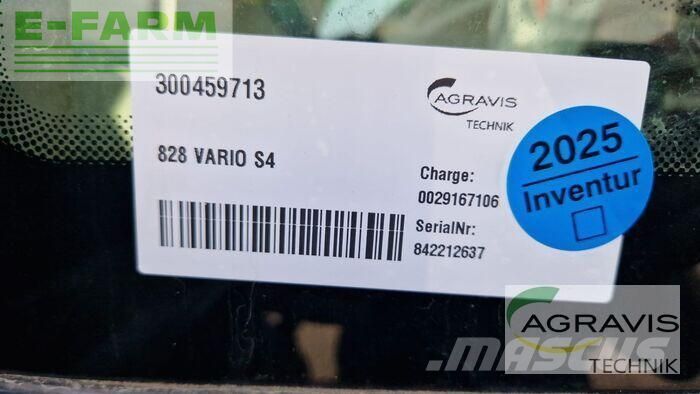 E-FARM
300459713
AGRAVIS
TECHNIK
828 VARIO S4
Charge:
0029167106
SerialNr:
842212637
2025
Inventur
AGRAVIS
TECHNIK
MASCUS